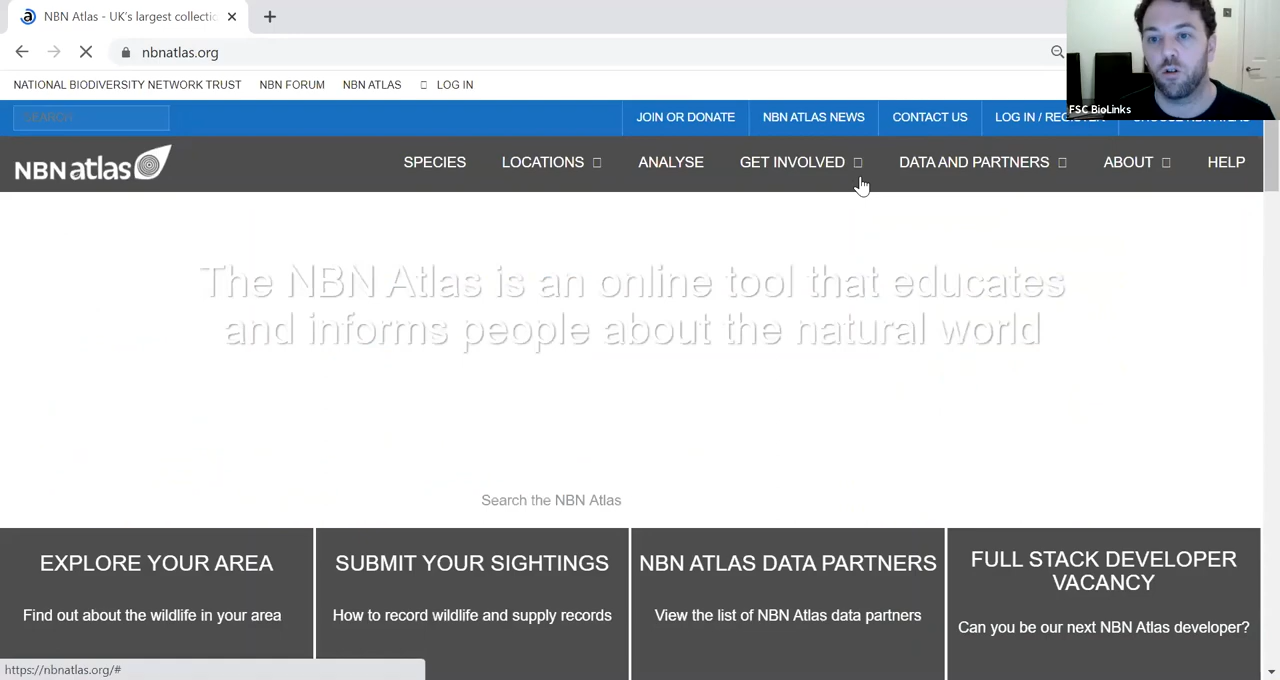 NBN Atlas - UK's largest collecti
nbnatlas.org
FSC BioLinks
NATIONAL BIODIVERSITY NETWORK TRUST NBN FORUM NBN ATLAS LOG IN
SEARCH JOIN OR DONATE NBN ATLAS NEWS CONTACT US LOG IN / REGISTER CHOOSE NBN ATLAS
NBN atlas SPECIES LOCATIONS ANALYSE GET INVOLVED DATA AND PARTNERS ABOUT HELP
The NBN Atlas is an online tool that educates
and informs people about the natural world
Search the NBN Atlas
EXPLORE YOUR AREA
Find out about the wildlife in your area
SUBMIT YOUR SIGHTINGS
How to record wildlife and supply records
NBN ATLAS DATA PARTNERS
View the list of NBN Atlas data partners
FULL STACK DEVELOPER
VACANCY
Can you be our next NBN Atlas developer?
https://nbnatlas.org/#